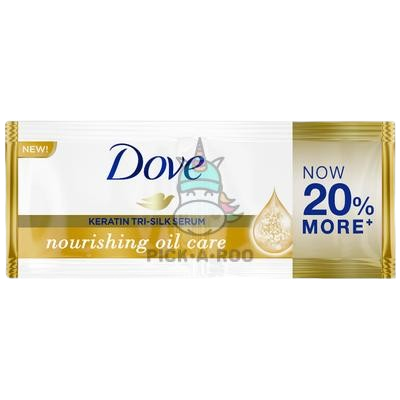 NEW!
Dove
KERATIN TRI-SILK SERUM
nourishing oil care
PICK•A•ROO
NOW
20%
MORE+